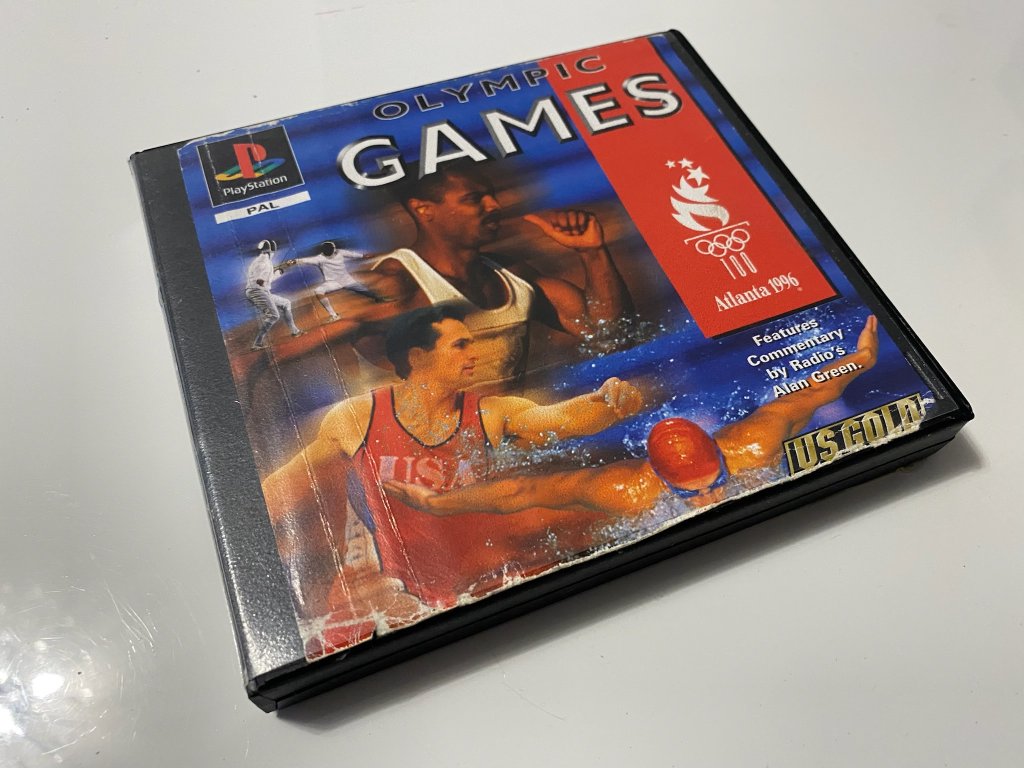 OLYMPIC
GAMES
PlayStation
PAL
Atlanta 1996
Features
Commentary
by Radio's
Alan Green.
USA
US GOLD